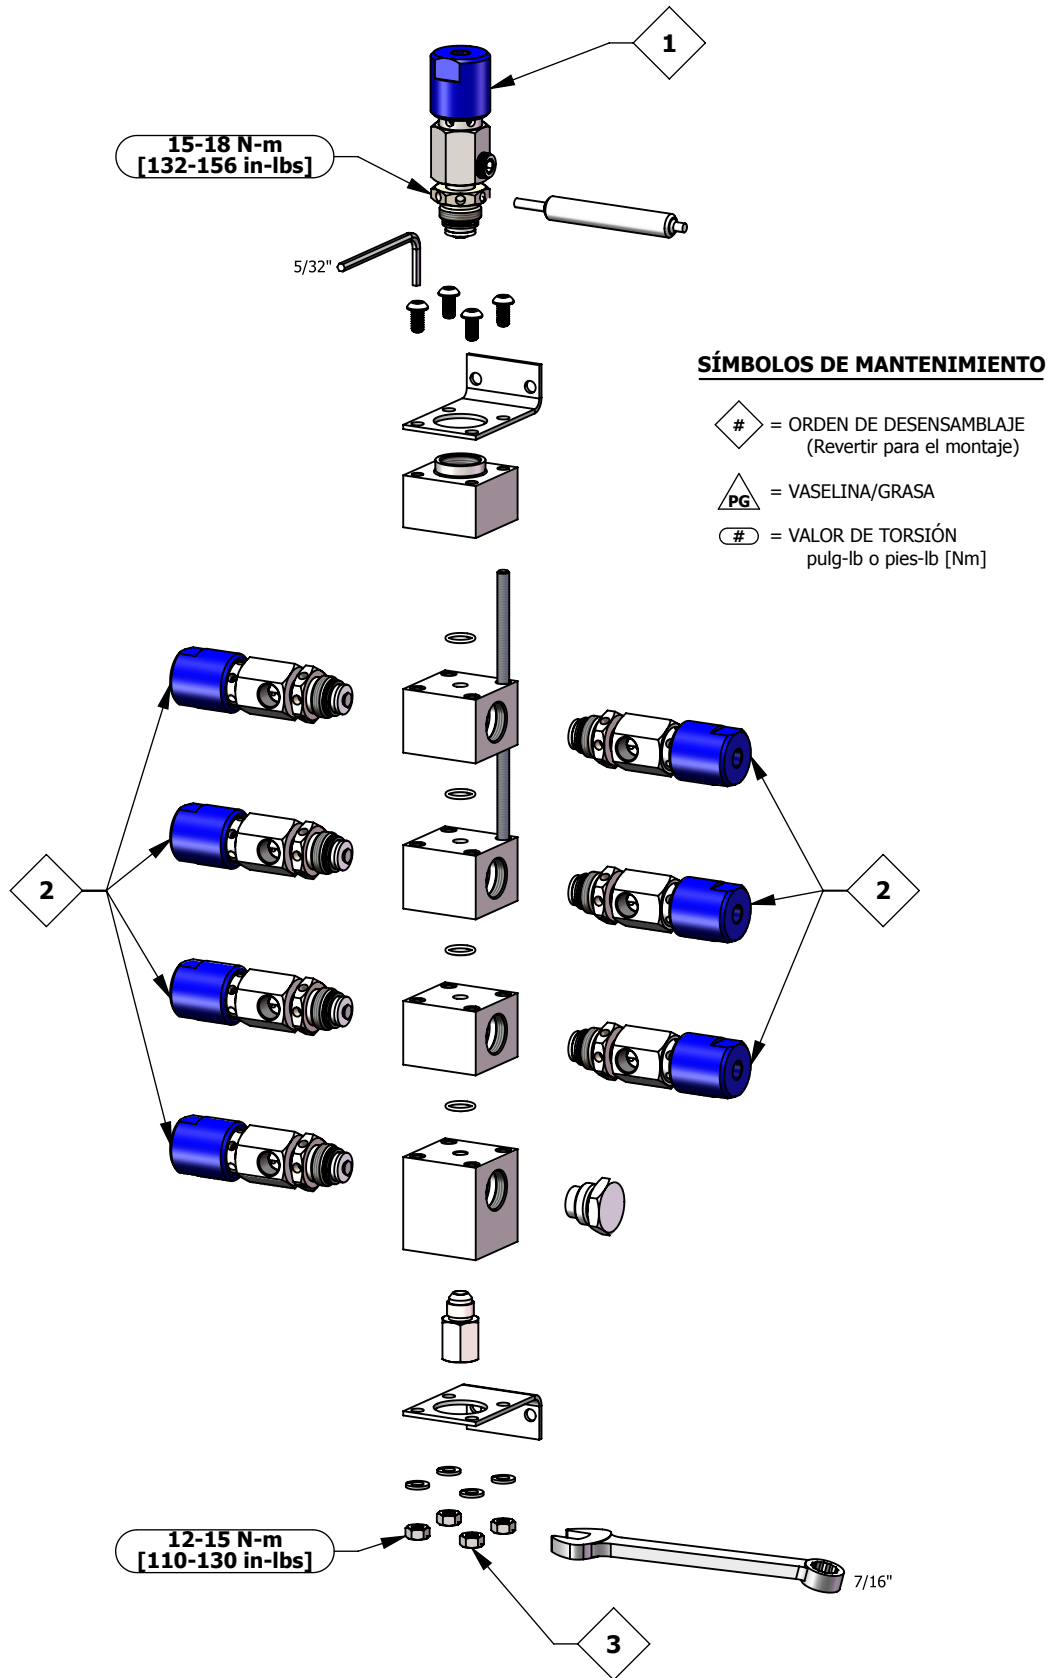 1
15-18 N-m
[132-156 in-lbs]
5/32"
SÍMBOLOS DE MANTENIMIENTO
# = ORDEN DE DESENSAMBLAJE
(Revertir para el montaje)
PG = VASELINA/GRASA
# = VALOR DE TORSIÓN
pulg-lb o pies-lb [Nm]
2
2
12-15 N-m
[110-130 in-lbs]
7/16"
3